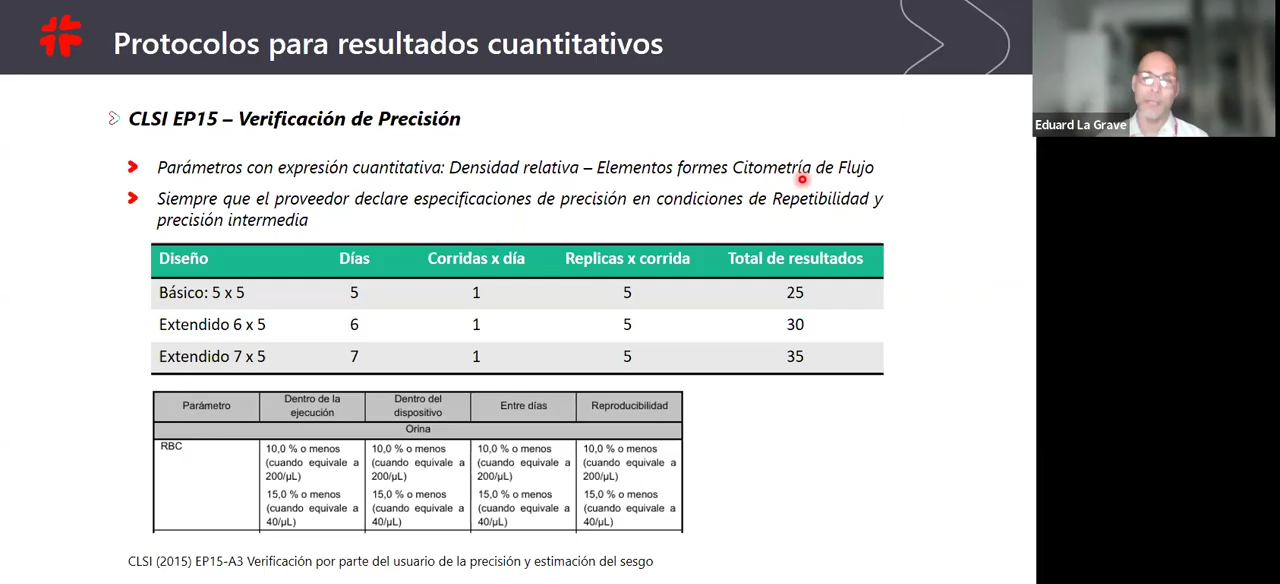 Protocolos para resultados cuantitativos
Eduard La Grave
CLSI EP15 – Verificación de Precisión
Parámetros con expresión cuantitativa: Densidad relativa – Elementos formes Citometría de Flujo
Siempre que el proveedor declare especificaciones de precisión en condiciones de Repetibilidad y
precisión intermedia
Diseño Días Corridas x día Replicas x corrida Total de resultados
Básico: 5 x 5 5 1 5 25
Extendido 6 x 5 6 1 5 30
Extendido 7 x 5 7 1 5 35
Parámetro Dentro de la ejecución Dentro del dispositivo Entre días Reproducibilidad
Orina
RBC 10,0 % o menos 10,0 % o menos 10,0 % o menos 10,0 % o menos
(cuando equivale a (cuando equivale a (cuando equivale a (cuando equivale a
200/µL) 200/µL) 200/µL) 200/µL)
15,0 % o menos 15,0 % o menos 15,0 % o menos 15,0 % o menos
(cuando equivale a (cuando equivale a (cuando equivale a (cuando equivale a
40/µL) 40/µL) 40/µL) 40/µL)
CLSI (2015) EP15-A3 Verificación por parte del usuario de la precisión y estimación del sesgo